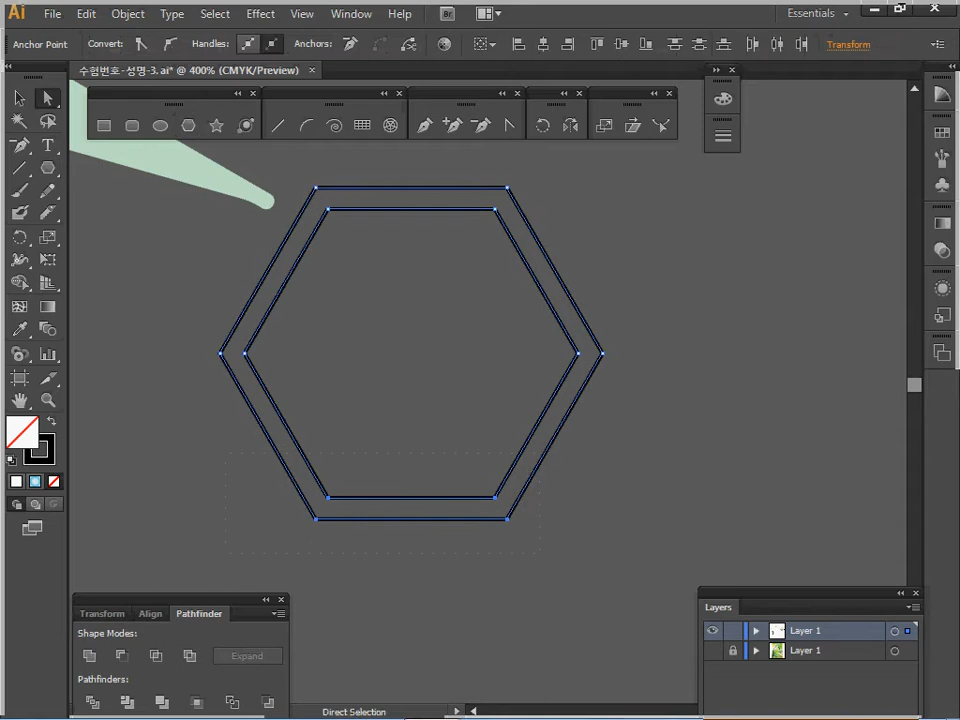 Ai File Edit Object Type Select Effect View Window Help Br Essentials
Anchor Point Convert: Handles: Anchors: Transform
수험번호-성명-3.ai* @ 400% (CMYK/Preview)
T
Transform Align Pathfinder
Shape Modes:
Expand
Pathfinders:
Layers
Layer 1
Layer 1
Direct Selection